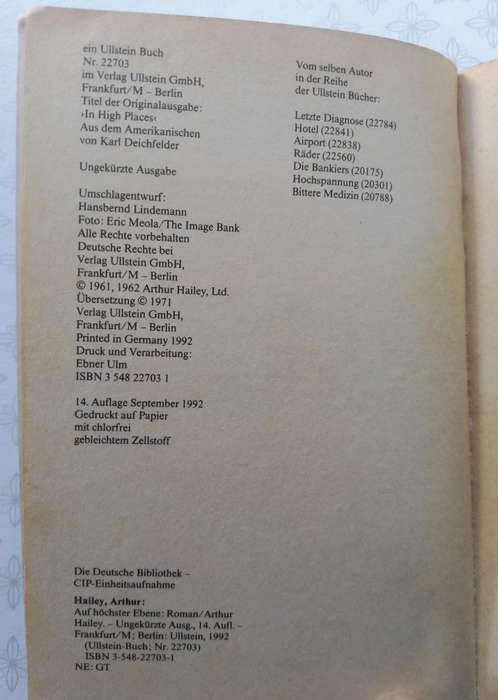 ein Ullstein Buch
Nr. 22703
im Verlag Ullstein GmbH,
Frankfurt/M – Berlin
Titel der Originalausgabe:
›In High Places‹
Aus dem Amerikanischen
von Karl Deichfelder
Ungekürzte Ausgabe
Umschlagentwurf:
Hansbernd Lindemann
Foto: Eric Meola/The Image Bank
Alle Rechte vorbehalten
Deutsche Rechte bei
Verlag Ullstein GmbH,
Frankfurt/M – Berlin
© 1961, 1962 Arthur Hailey, Ltd.
Übersetzung © 1971
Verlag Ullstein GmbH,
Frankfurt/M – Berlin
Printed in Germany 1992
Druck und Verarbeitung:
Ebner Ulm
ISBN 3 548 22703 1
14. Auflage September 1992
Gedruckt auf Papier
mit chlorfrei
gebleichtem Zellstoff
Vom selben Autor
in der Reihe
der Ullstein Bücher:
Letzte Diagnose (22784)
Hotel (22841)
Airport (22838)
Räder (22560)
Die Bankiers (20175)
Hochspannung (20301)
Bittere Medizin (20788)
Die Deutsche Bibliothek –
CIP-Einheitsaufnahme
Hailey, Arthur:
Auf höchster Ebene: Roman/Arthur
Hailey. – Ungekürzte Ausg., 14. Aufl. –
Frankfurt/M; Berlin: Ullstein, 1992
(Ullstein-Buch; Nr. 22703)
ISBN 3-548-22703-1
NE: GT